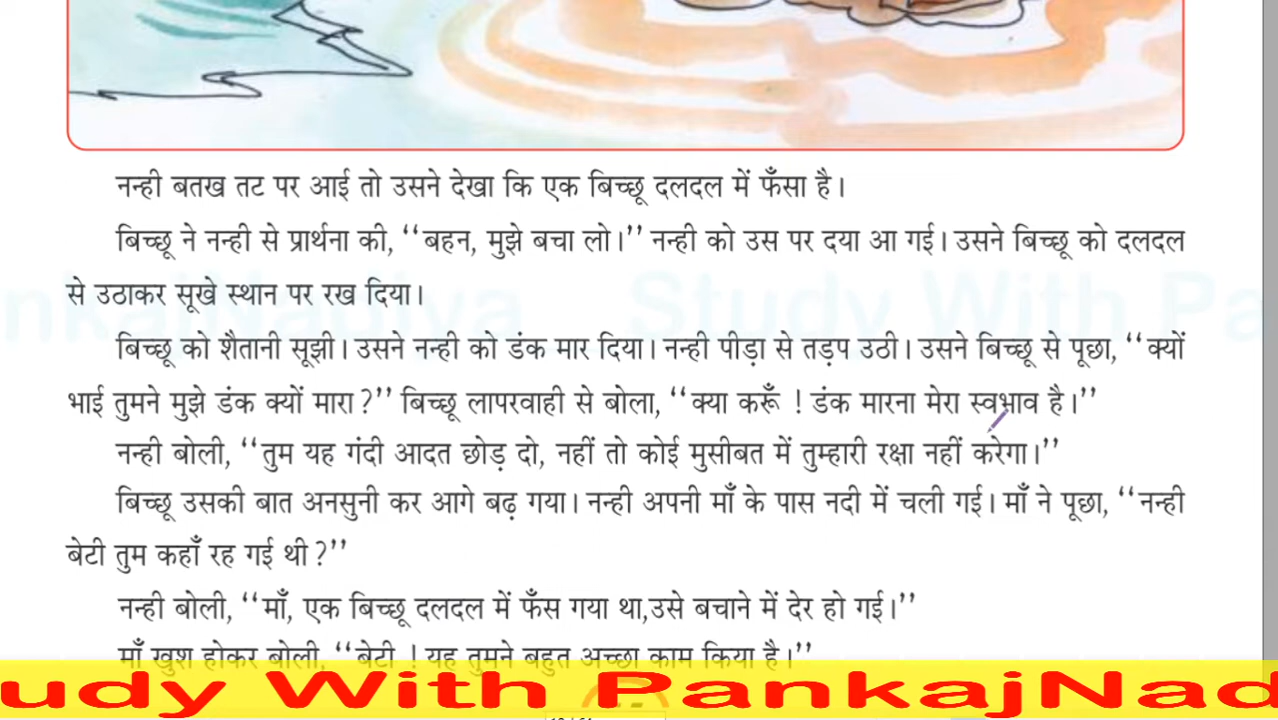 नन्ही बतख तट पर आई तो उसने देखा कि एक बिच्छू दलदल में फँसा है।
बिच्छू ने नन्ही से प्रार्थना की, ‘‘बहन, मुझे बचा लो।’’ नन्ही को उस पर दया आ गई। उसने बिच्छू को दलदल
से उठाकर सूखे स्थान पर रख दिया।
बिच्छू को शैतानी सूझी। उसने नन्ही को डंक मार दिया। नन्ही पीड़ा से तड़प उठी। उसने बिच्छू से पूछा, ‘‘क्यों
भाई तुमने मुझे डंक क्यों मारा?’’ बिच्छू लापरवाही से बोला, ‘‘क्या करूँ ! डंक मारना मेरा स्वभाव है।’’
नन्ही बोली, ‘‘तुम यह गंदी आदत छोड़ दो, नहीं तो कोई मुसीबत में तुम्हारी रक्षा नहीं करेगा।’’
बिच्छू उसकी बात अनसुनी कर आगे बढ़ गया। नन्ही अपनी माँ के पास नदी में चली गई। माँ ने पूछा, ‘‘नन्ही
बेटी तुम कहाँ रह गई थी?’’
नन्ही बोली, ‘‘माँ, एक बिच्छू दलदल में फँस गया था,उसे बचाने में देर हो गई।’’
माँ खुश होकर बोली, ‘‘बेटी ! यह तुमने बहुत अच्छा काम किया है।’’
udy With PankajNad